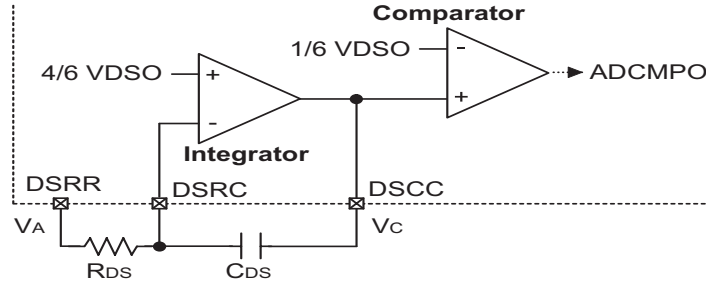 Comparator
1/6 VDSO
-
4/6 VDSO
+
ADCMPO
+
-
Integrator
DSRR
DSRC
DSCC
VA
VC
RDS
CDS